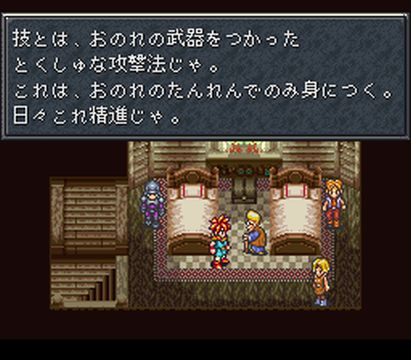 技とは、おのれの武器をつかった
とくしゅな攻撃法じゃ。
これは、おのれのたんれんでのみ身につく。
日々これ精進じゃ。